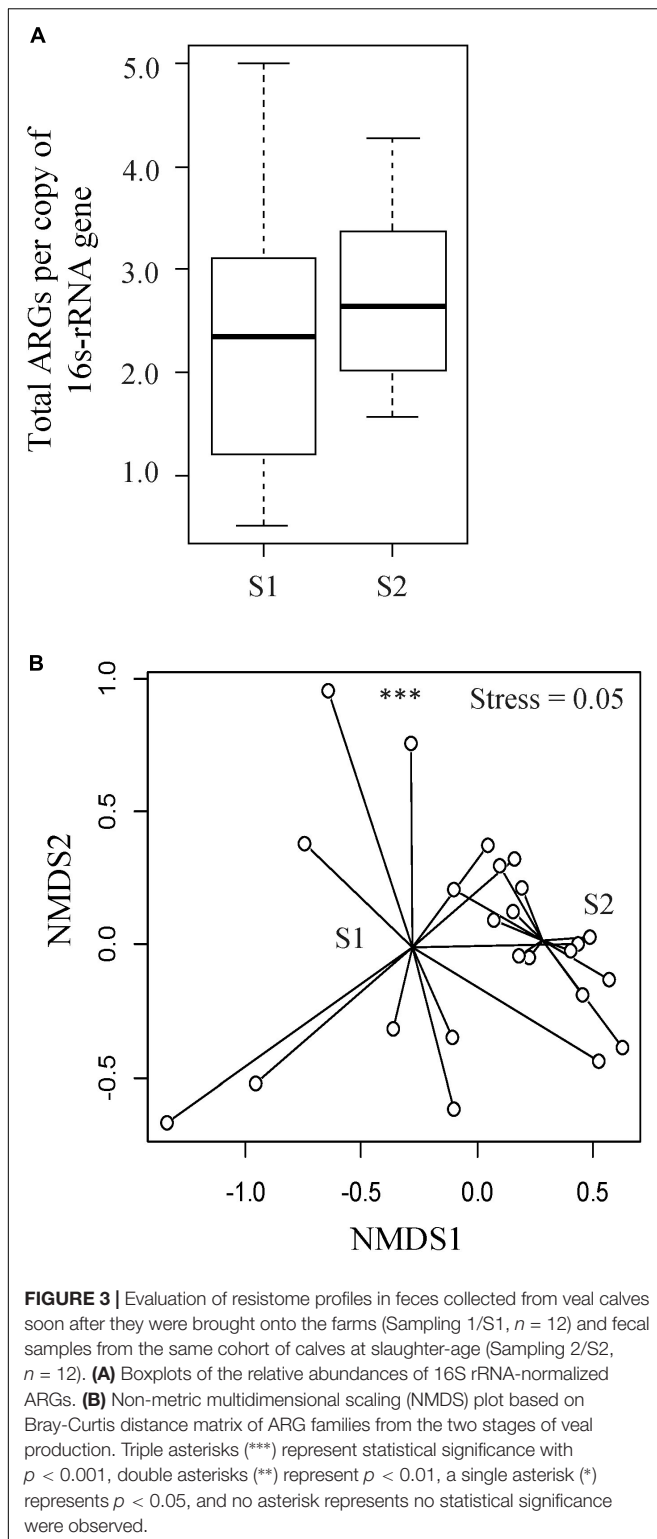 A
Total ARGs per copy of
16s-rRNA gene
5.0
4.0
3.0
2.0
1.0
S1
S2
B
NMDS2
1.0
0.5
0.0
-0.5
***
Stress = 0.05
S1
S2
-1.0
-0.5
0.0
0.5
NMDS1
FIGURE 3 | Evaluation of resistome profiles in feces collected from veal calves
soon after they were brought onto the farms (Sampling 1/S1, n = 12) and fecal
samples from the same cohort of calves at slaughter-age (Sampling 2/S2,
n = 12). (A) Boxplots of the relative abundances of 16S rRNA-normalized
ARGs. (B) Non-metric multidimensional scaling (NMDS) plot based on
Bray-Curtis distance matrix of ARG families from the two stages of veal
production. Triple asterisks (***) represent statistical significance with
p < 0.001, double asterisks (**) represent p < 0.01, a single asterisk (*)
represents p < 0.05, and no asterisk represents no statistical significance
were observed.